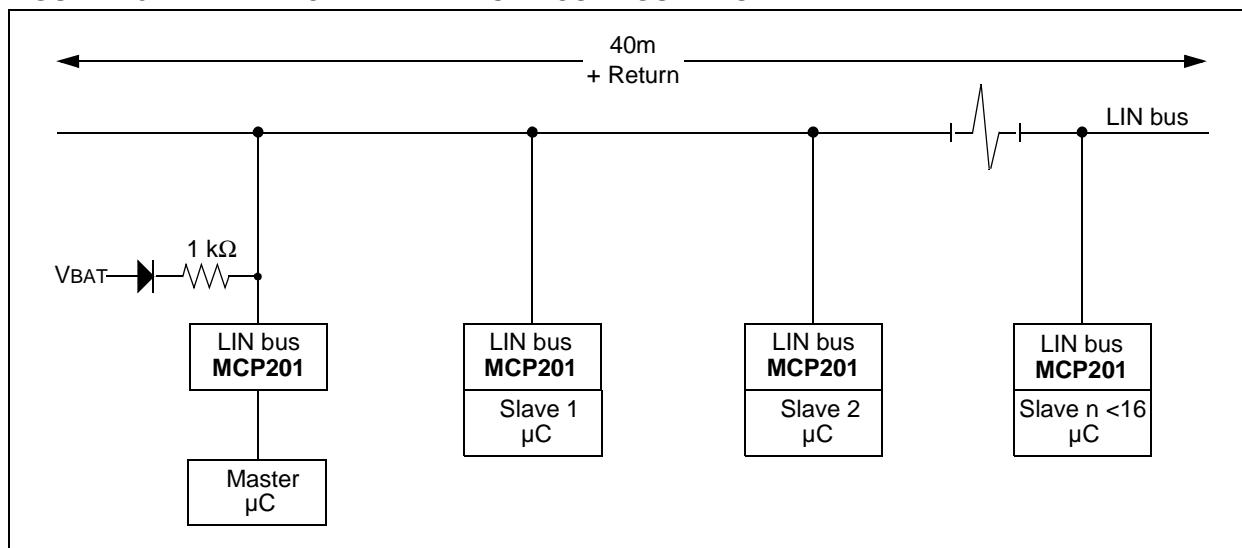 40m
+ Return
LIN bus
1 kΩ
VBAT
LIN bus
MCP201
LIN bus
MCP201
LIN bus
MCP201
LIN bus
MCP201
Slave 1
µC
Slave 2
µC
Slave n <16
µC
Master
µC